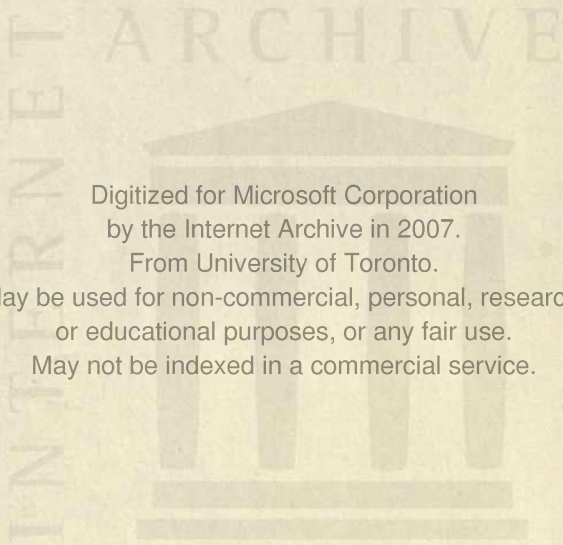 INTERNET
ARCHIVE
Digitized for Microsoft Corporation
by the Internet Archive in 2007.
From University of Toronto.
lay be used for non-commercial, personal, researc
or educational purposes, or any fair use.
May not be indexed in a commercial service.